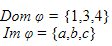 Dom φ = {1,3,4}
Im φ = {a,b,c}